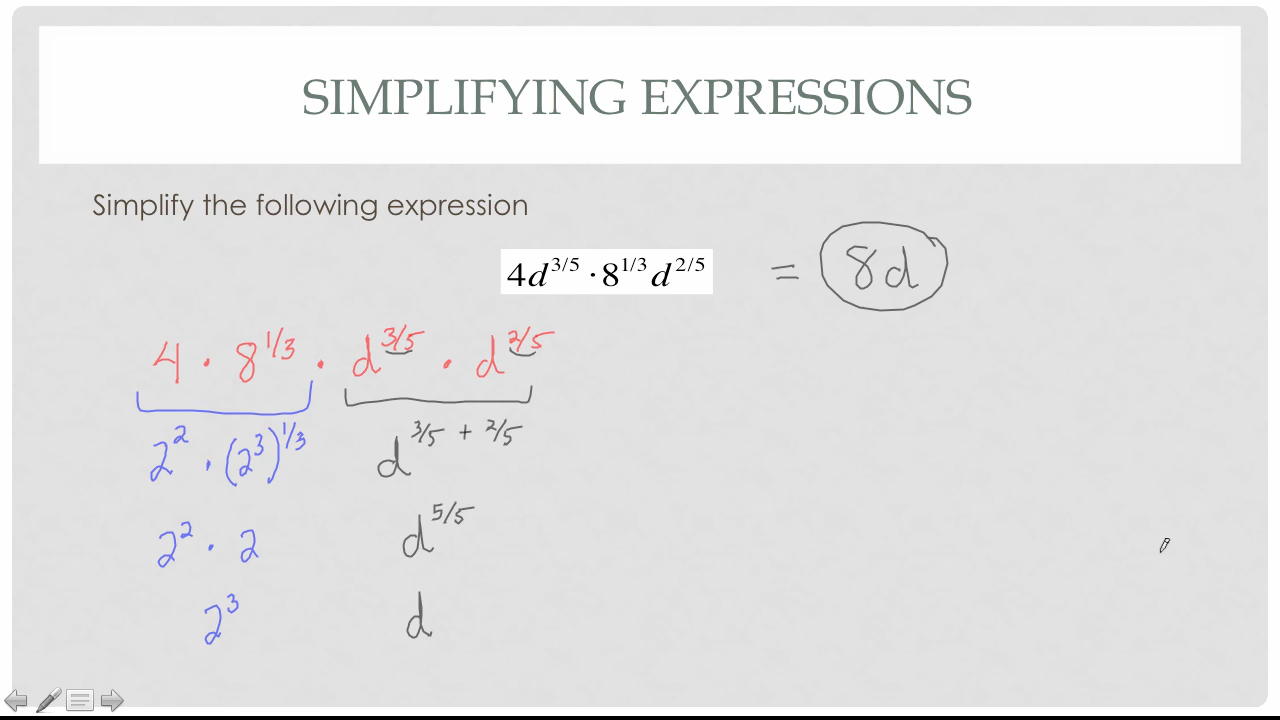 SIMPLIFYING EXPRESSIONS
Simplify the following expression
4d^{3/5} · 8^{1/3} d^{2/5} = 8d
4 · 8^{1/3} · d^{3/5} · d^{2/5}
2^2 · (2^3)^{1/3} d^{3/5 + 2/5}
2^2 · 2 d^{5/5}
2^3 d